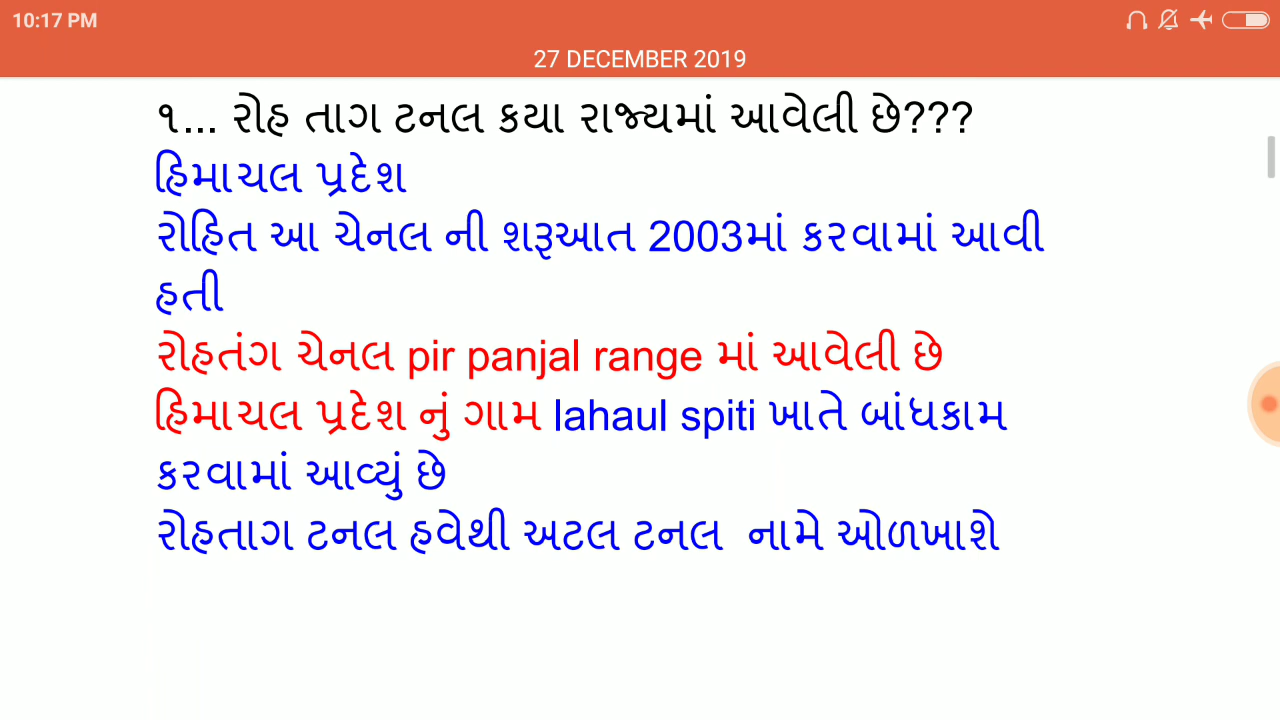 10:17 PM
27 DECEMBER 2019
૧... રોહ તાગ ટનલ કયા રાજ્યમાં આવેલી છે???
હિમાચલ પ્રદેશ
રોહિત આ ચેનલ ની શરૂઆત 2003માં કરવામાં આવી
હતી
રોહતંગ ચેનલ pir panjal range માં આવેલી છે
હિમાચલ પ્રદેશ નું ગામ lahaul spiti ખાતે બાંધકામ
કરવામાં આવ્યું છે
રોહતાગ ટનલ હવેથી અટલ ટનલ નામે ઓળખાશે